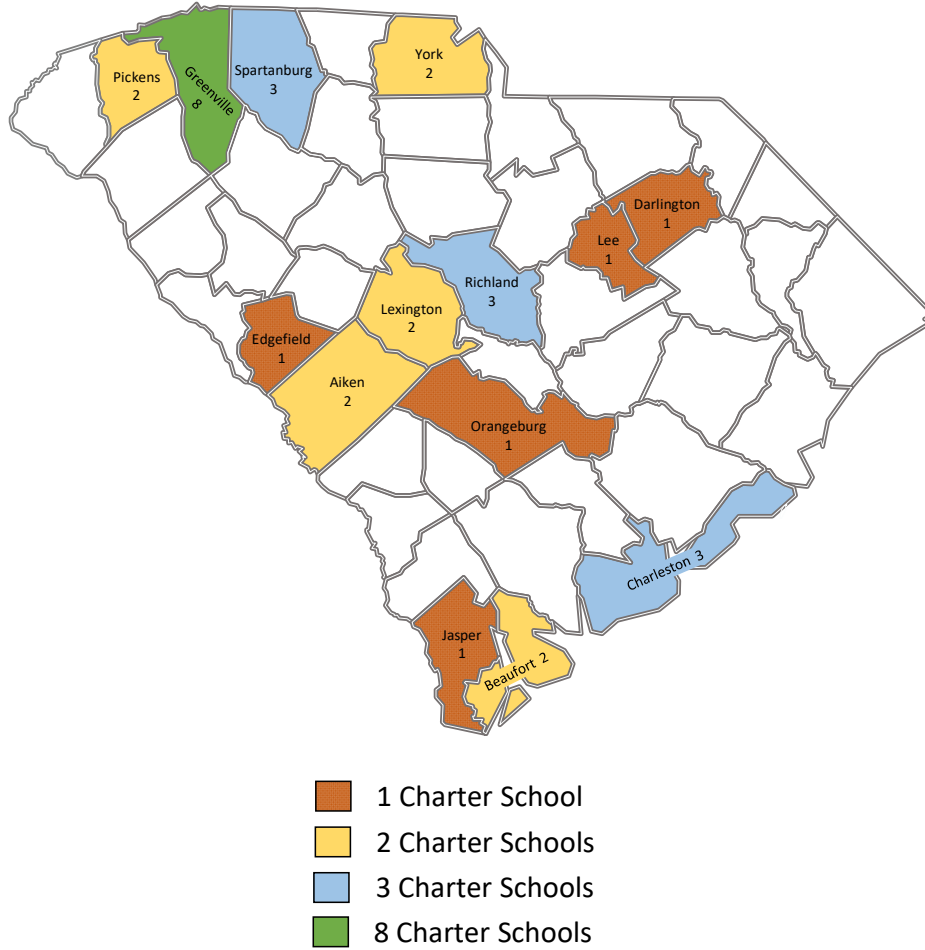 York
2
Pickens
2
Greenville
8
Spartanburg
3
Darlington
1
Lee
1
Richland
3
Lexington
2
Edgefield
1
Aiken
2
Orangeburg
1
Charleston 3
Jasper
1
Beaufort 2
1 Charter School
2 Charter Schools
3 Charter Schools
8 Charter Schools